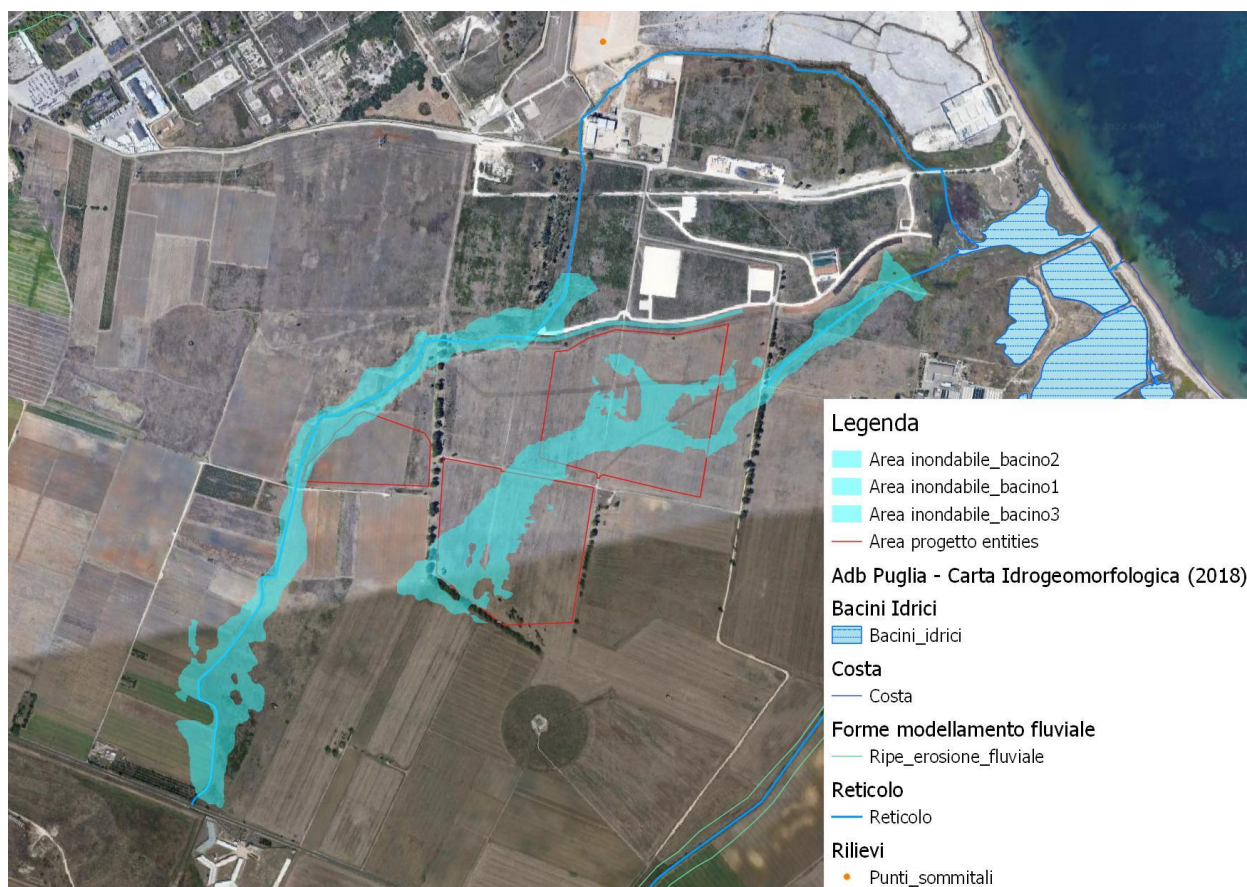 Legenda
Area inondabile_bacino2
Area inondabile_bacino1
Area inondabile_bacino3
Area progetto entities
Adb Puglia - Carta Idrogeomorfologica (2018)
Bacini Idrici
Bacini_idrici
Costa
Costa
Forme modellamento fluviale
Ripe_erosione_fluviale
Reticolo
Reticolo
Rilievi
Punti_sommitali